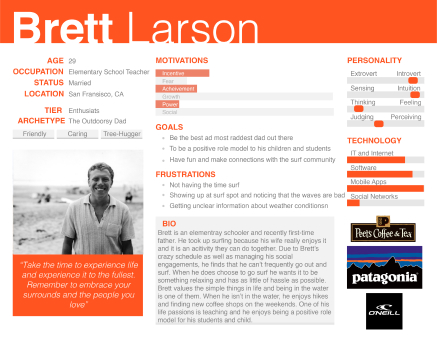 Brett Larson
AGE 29
OCCUPATION Elementary School Teacher
STATUS Married
LOCATION San Fransisco, CA
TIER Enthusiats
ARCHETYPE The Outdoorsy Dad
Friendly Caring Tree-Hugger
"Take the time to experience life
and experience it to the fullest.
Remember to embrace your
surrounds and the people you
love"
MOTIVATIONS
Incentive
Fear
Achievement
Growth
Power
Social
GOALS
Be the best ad most raddest dad out there
To be a positive role model to his children and students
Have fun and make connections with the surf community
FRUSTRATIONS
Not having the time surf
Showing up at surf spot and noticing that the waves are bad
Getting unclear information about weather conditiosn
BIO
Brett is an elementray schooler and recently first-time
father. He took up surfing because his wife really enjoys it
and it is an activity they can do together. Due to Brett's
crazy schedule as well as managing his social
engagements, he finds that he can't frequently go out and
surf. When he does choose to go surf he wants it to be
something relaxing and has as little of hassle as possible.
Brett values the simple things in life and being in the water
is one of them. When he isn't in the water, he enjoys hikes
and finding new coffee shops on the weekends. One of his
life passions is teaching and he enjoys being a positive role
model for his students and child.
PERSONALITY
Extrovert Introvert
Sensing Intuition
Thinking Feeling
Judging Perceiving
TECHNOLOGY
IT and Internet
Software
Mobile Apps
Social Networks
Peet's Coffee & Tea
patagonia
O'NEILL